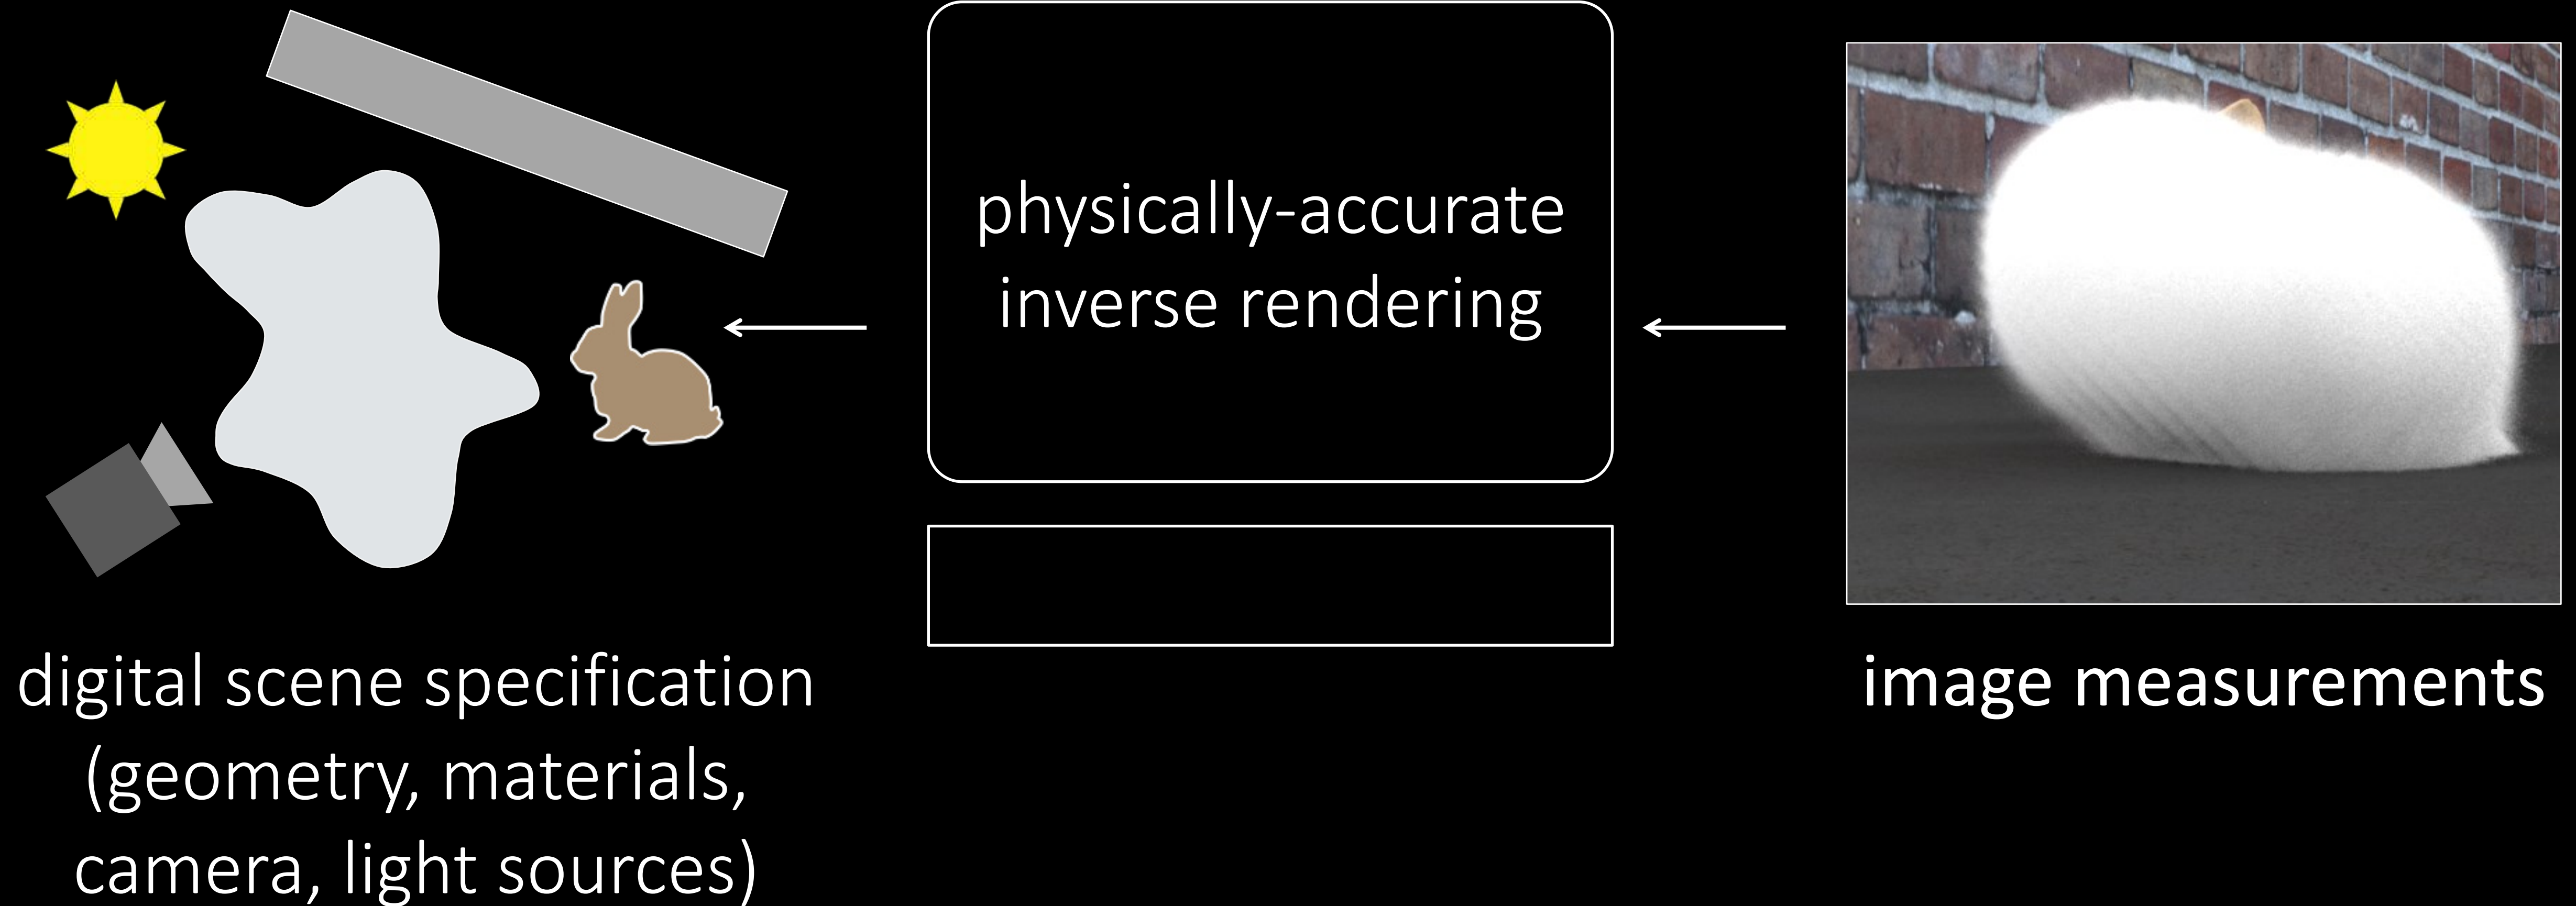 physically-accurate
inverse rendering
digital scene specification
(geometry, materials,
camera, light sources)
image measurements